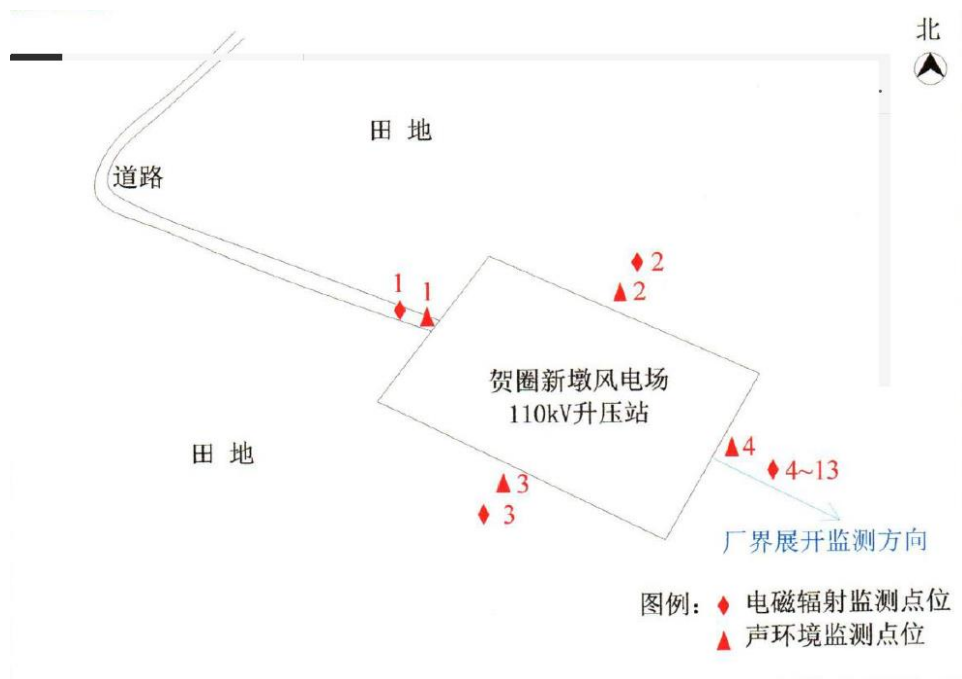 北
田 地
道路
2
1
1
2
贺圈新墩风电场
110kV升压站
4
田 地
4~13
3
3
厂界展开监测方向
图例： 电磁辐射监测点位
声环境监测点位